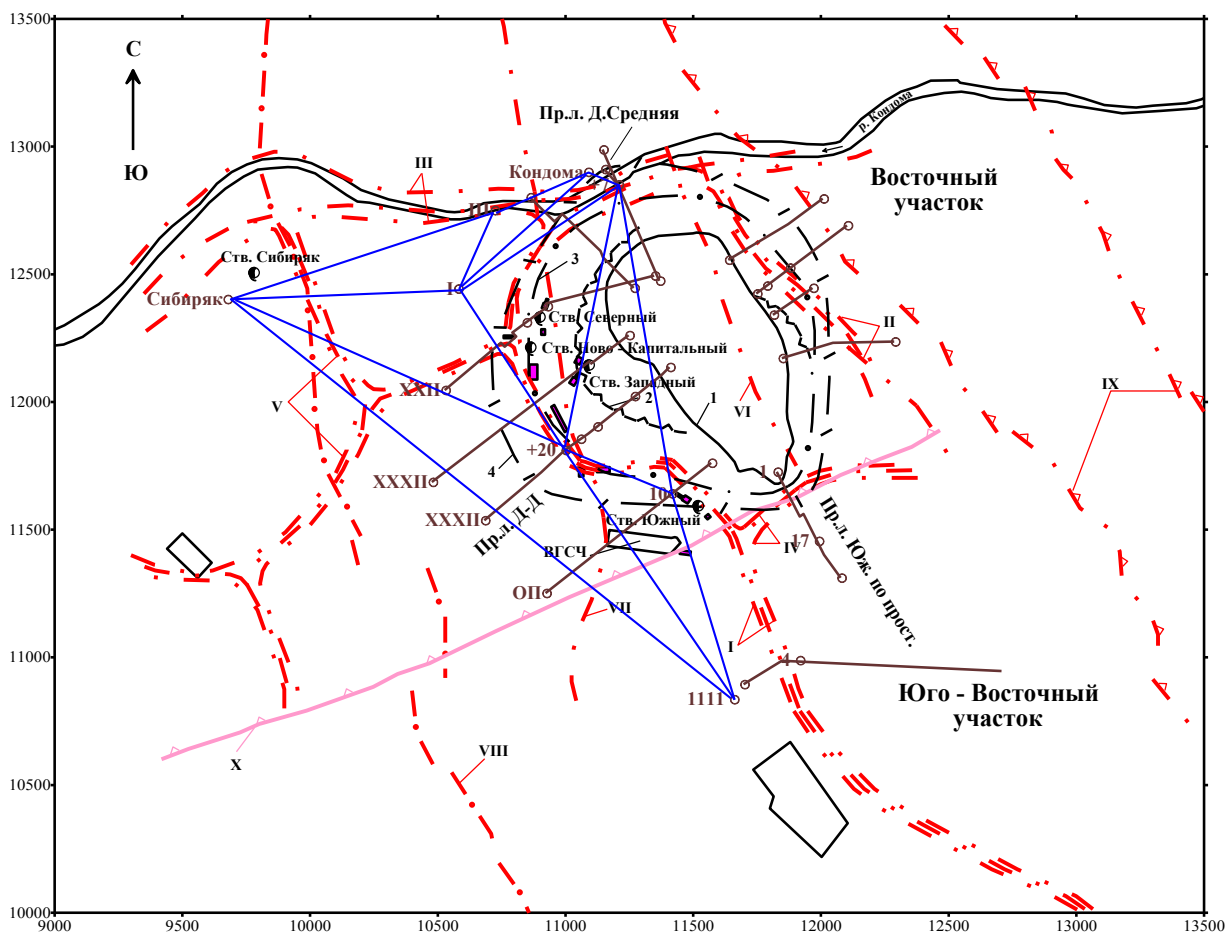 13500
С
Ю
13000
Пр.л. Д.Средняя
р. Кондома
III
Кондома
Восточный
участок
Ств. Сибиряк
3
12500
Сибиряк
I
Ств. Северный
Ств. Ново - Капитальный
Ств. Западный
II
IX
XXII
2
1
VI
V
12000
+20
4
XXXII
1
10
XXXII
Пр.л. Д-Д
Ств. Южный
11500
ВГСЧ
IV
17
Пр.л. Юж. по прост.
ОП
VII
I
11000
4
1111
Юго - Восточный
участок
X
VIII
10500
10000
9000
9500
10000
10500
11000
11500
12000
12500
13000
13500